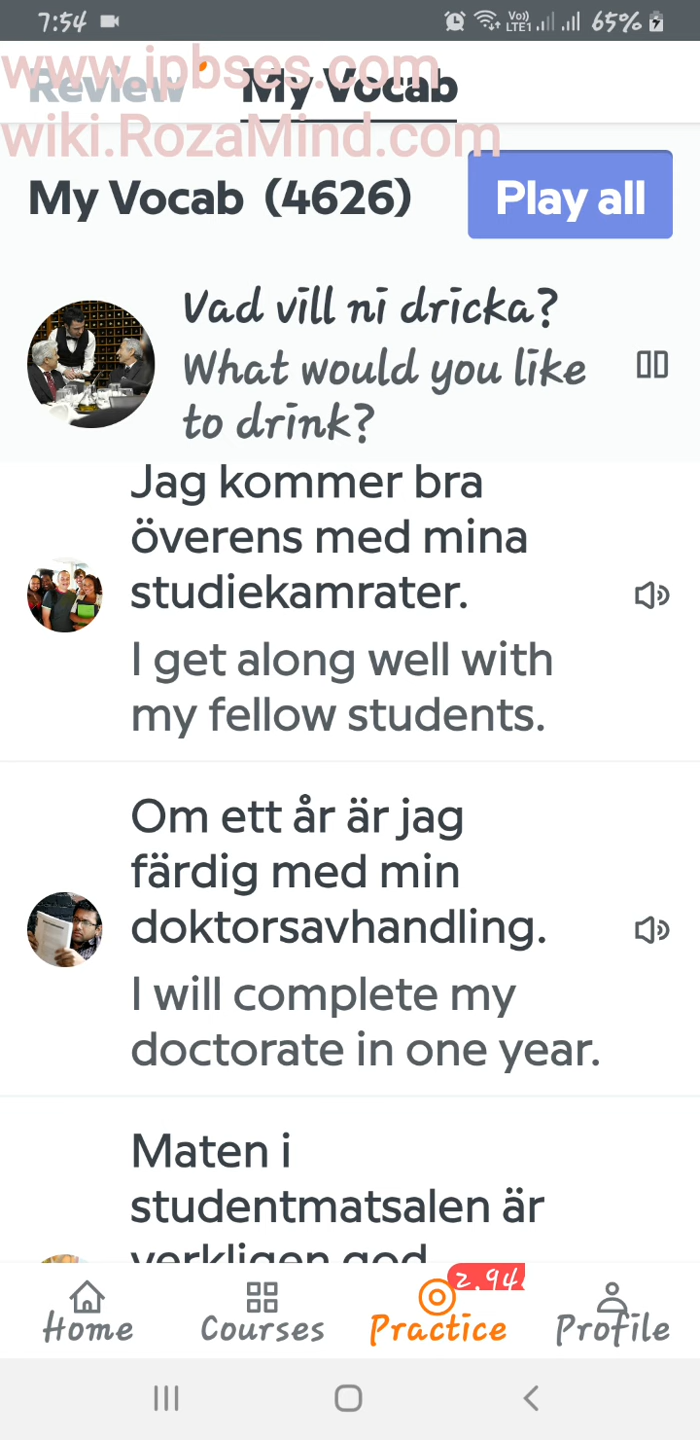 7:54
Vo)) LTE1 65%
www.ipbses.com
Review My Vocab
wiki.RozaMind.com
My Vocab (4626) Play all
Vad vill ni dricka?
What would you like
to drink?
Jag kommer bra
överens med mina
studiekamrater.
I get along well with
my fellow students.
Om ett år är jag
färdig med min
doktorsavhandling.
I will complete my
doctorate in one year.
Maten i
studentmatsalen är
verkligen god
2,94
Home Courses Practice Profile